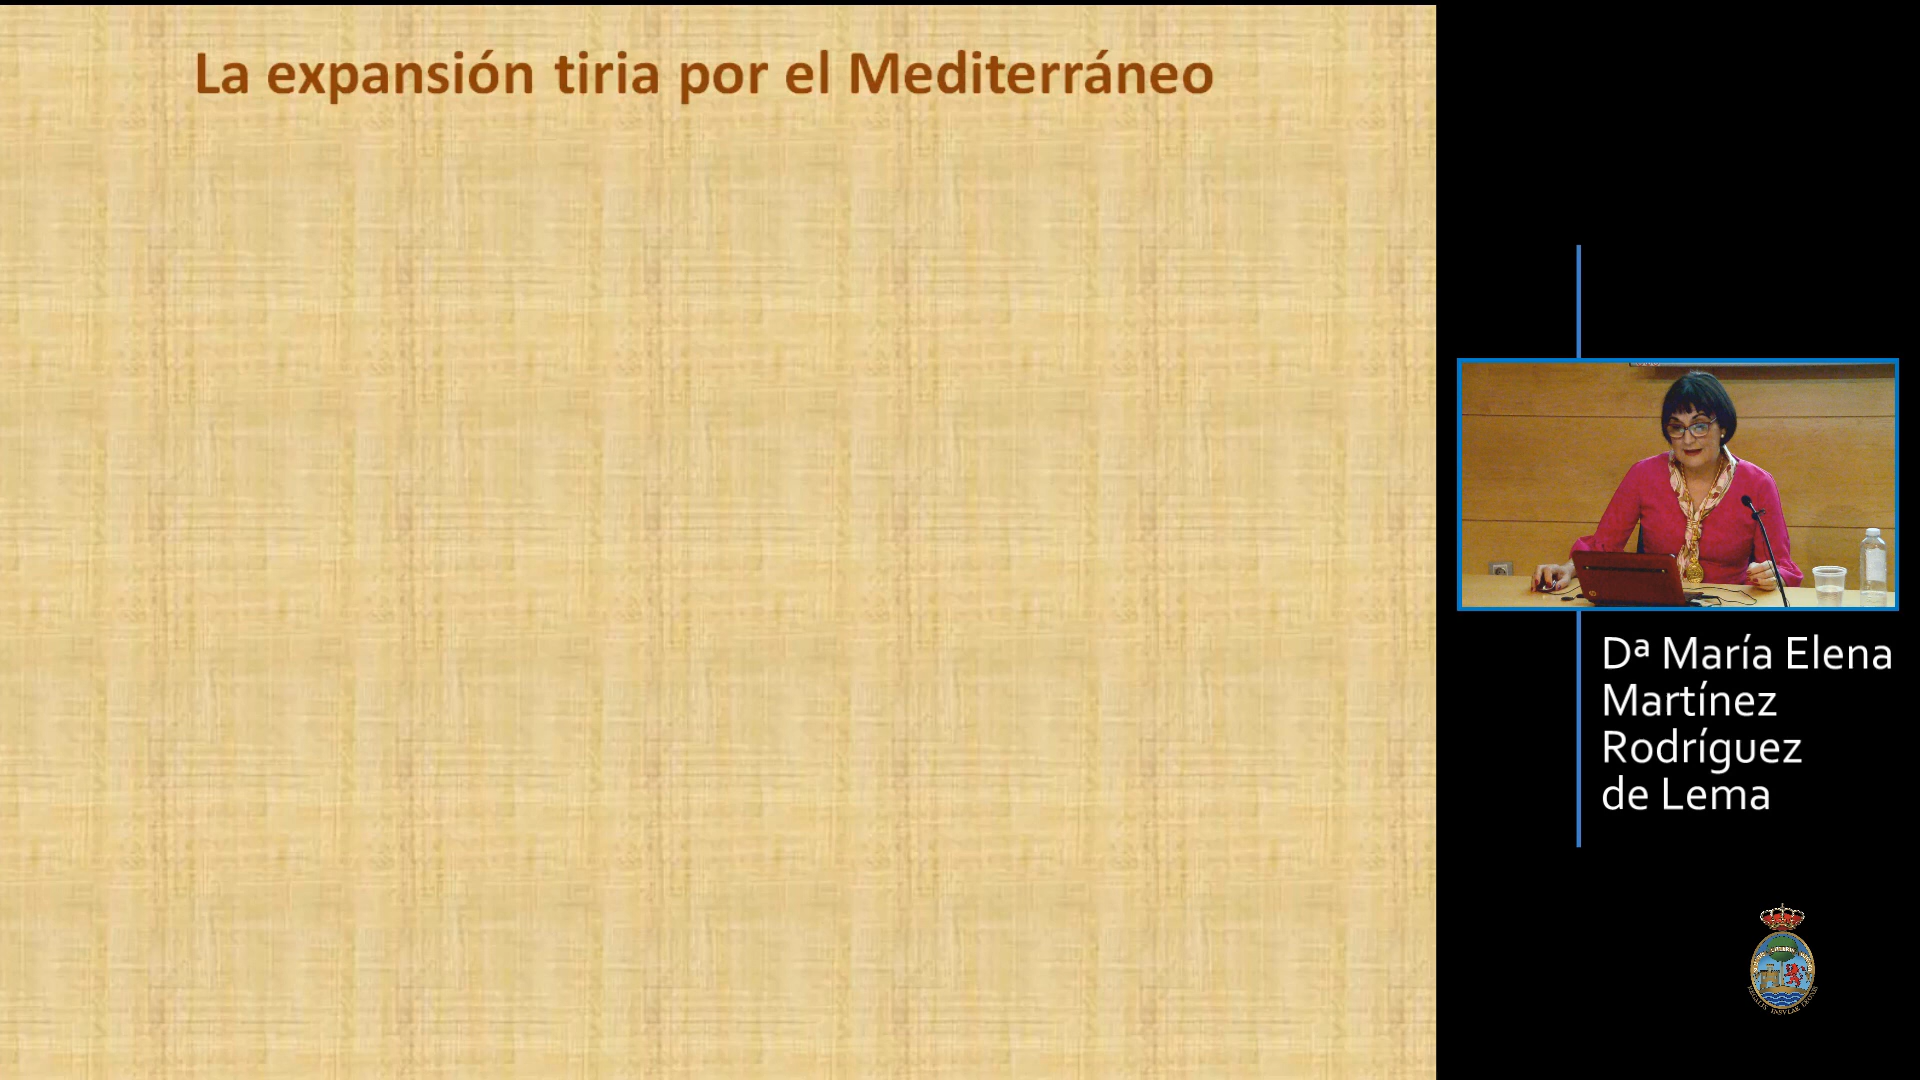 La expansión tiria por el Mediterráneo
Dª María Elena
Martínez
Rodríguez
de Lema